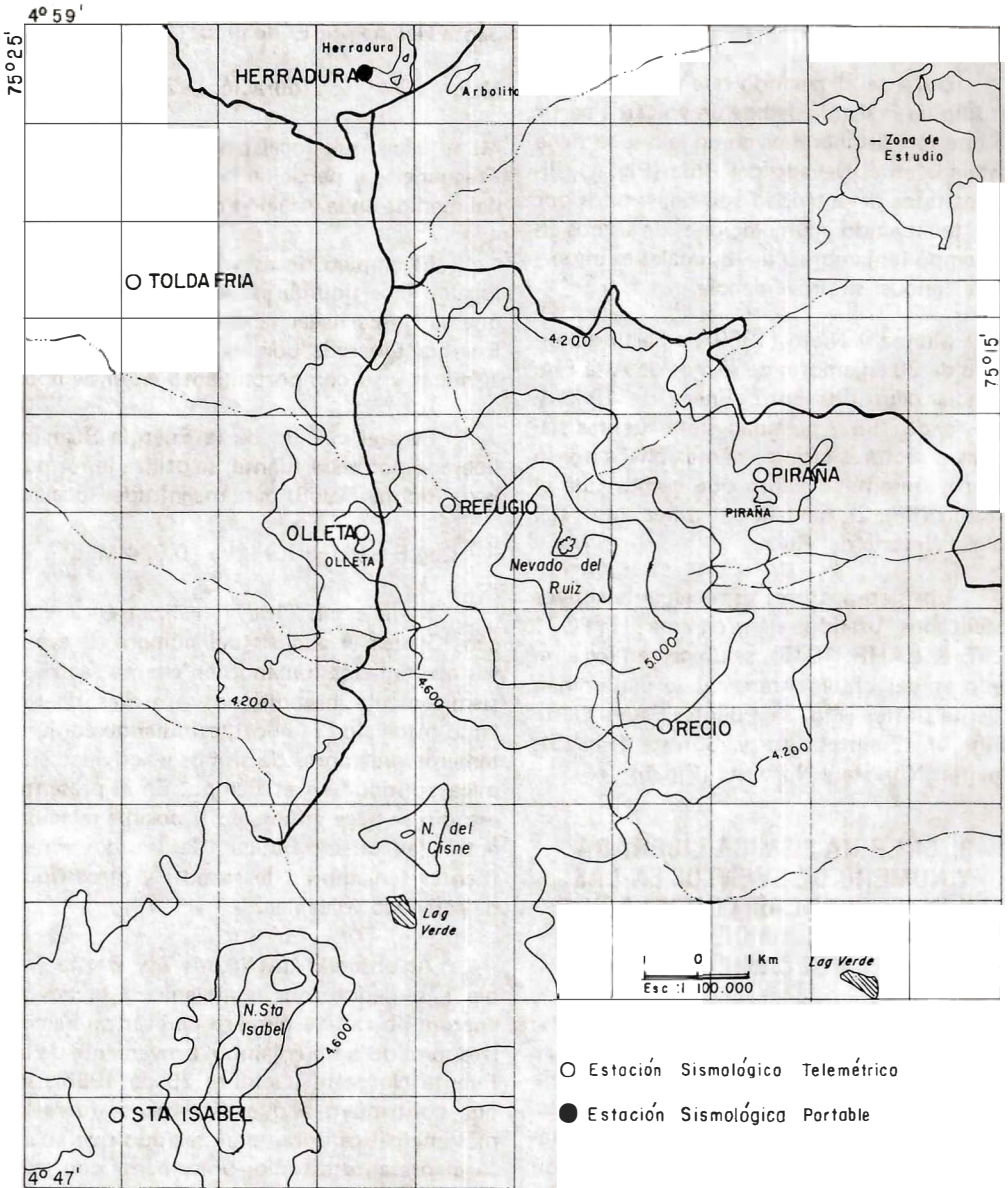 4° 59'
75° 25'
Herradura
HERRADURA
Arbolito
Zona de
Estudio
TOLDA FRIA
4.200
75° 15'
PIRAÑA
PIRAÑA
REFUGIO
OLLETA
OLLETA
Nevado del
Ruiz
5.000
4.600
4.200
RECIO
4.200
N. del
Cisne
Lag
Verde
1 0 1 Km
Esc :1 100.000
Lag Verde
N. Sta
Isabel
4.600
STA ISABEL
4° 47'
Estación Sismológico Telemétrico
Estación Sismológica Portable